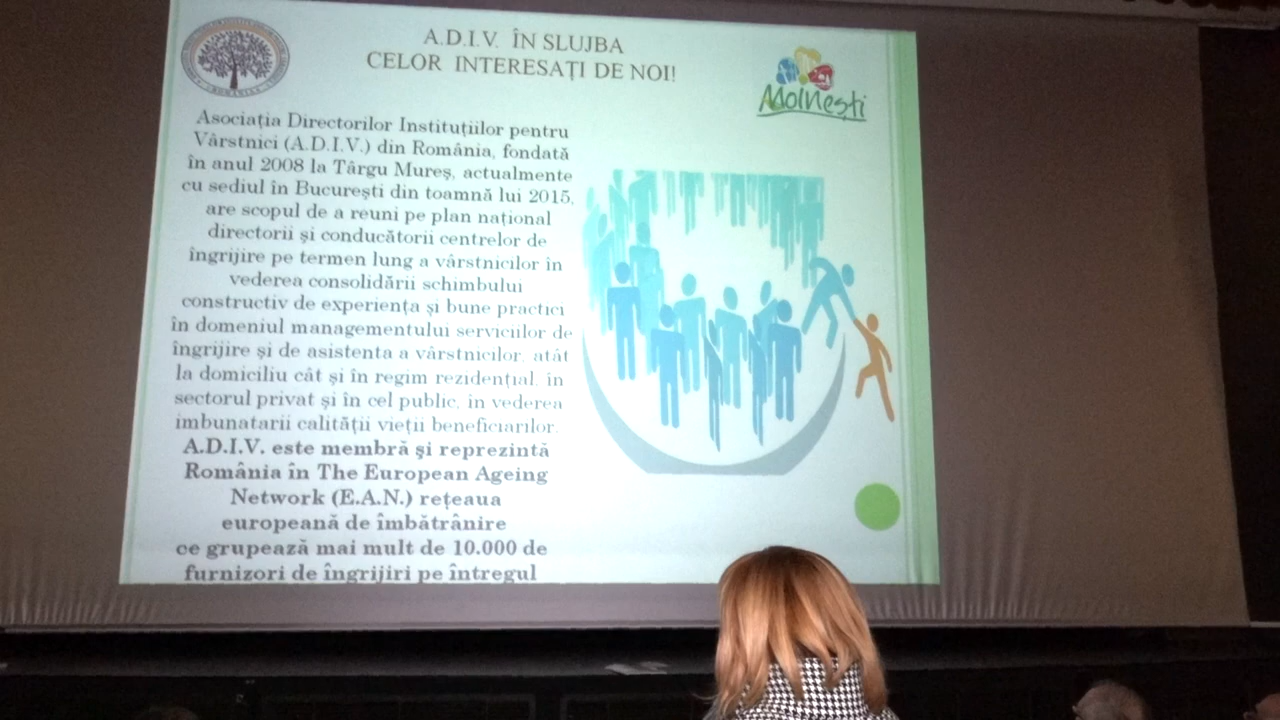 A.D.I.V. ÎN SLUJBA
CELOR INTERESAȚI DE NOI!
Molnești
Asociația Directorilor Instituțiilor pentru
Vârstnici (A.D.I.V.) din România, fondată
în anul 2008 la Târgu Mureș, actualmente
cu sediul în București din toamnă lui 2015,
are scopul de a reuni pe plan național
directorii și conducătorii centrelor de
îngrijire pe termen lung a vârstnicilor în
vederea consolidării schimbului
constructiv de experiența și bune practici
în domeniul managementului serviciilor de
îngrijire și de asistenta a vârstnicilor, atât
la domiciliu cât și în regim rezidențial, în
sectorul privat și în cel public, in vederea
imbunatarii calității vieții beneficiarilor.
A.D.I.V. este membră și reprezintă
România în The European Ageing
Network (E.A.N.) rețeaua
europeană de îmbătrânire
ce grupează mai mult de 10.000 de
furnizori de îngrijiri pe întregul